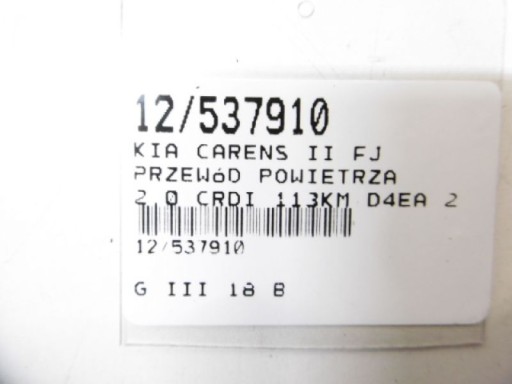 12/537910
KIA CARENS II FJ
PRZEWóD POWIETRZA
2.0 CRDI 113KM D4EA 2
12/537910
G III 18 B